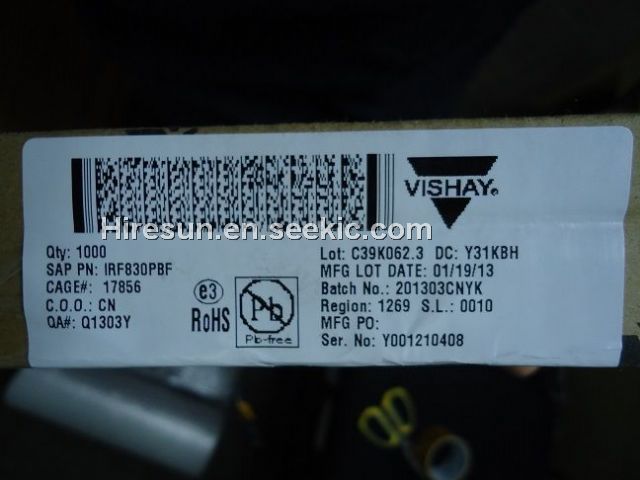 VISHAY®
Hiresun.en.seekic.com
Qty: 1000
SAP PN: IRF830PBF
CAGE#: 17856
C.O.O.: CN
QA#: Q1303Y
e3
RoHS
Pb
Pb-free
Lot: C39K062.3 DC: Y31KBH
MFG LOT DATE: 01/19/13
Batch No: 201303CNYK
Region: 1269 S.L.: 0010
MFG PO:
Ser. No: Y001210408